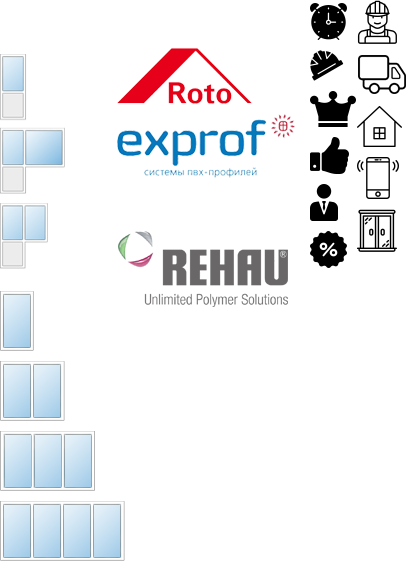 Roto
exprof
системы пвх-профилей
REHAU®
Unlimited Polymer Solutions
%